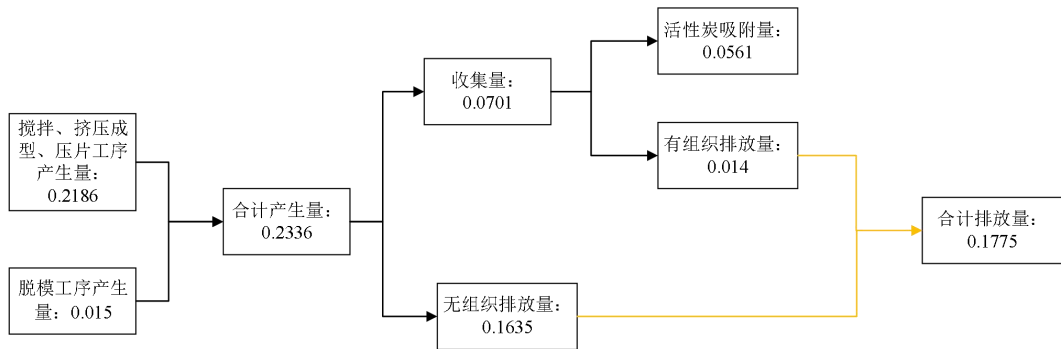 搅拌、挤压成
型、压片工序
产生量：
0.2186
脱模工序产生
量：0.015
合计产生量：
0.2336
收集量：
0.0701
无组织排放量：
0.1635
活性炭吸附量：
0.0561
有组织排放量：
0.014
合计排放量：
0.1775